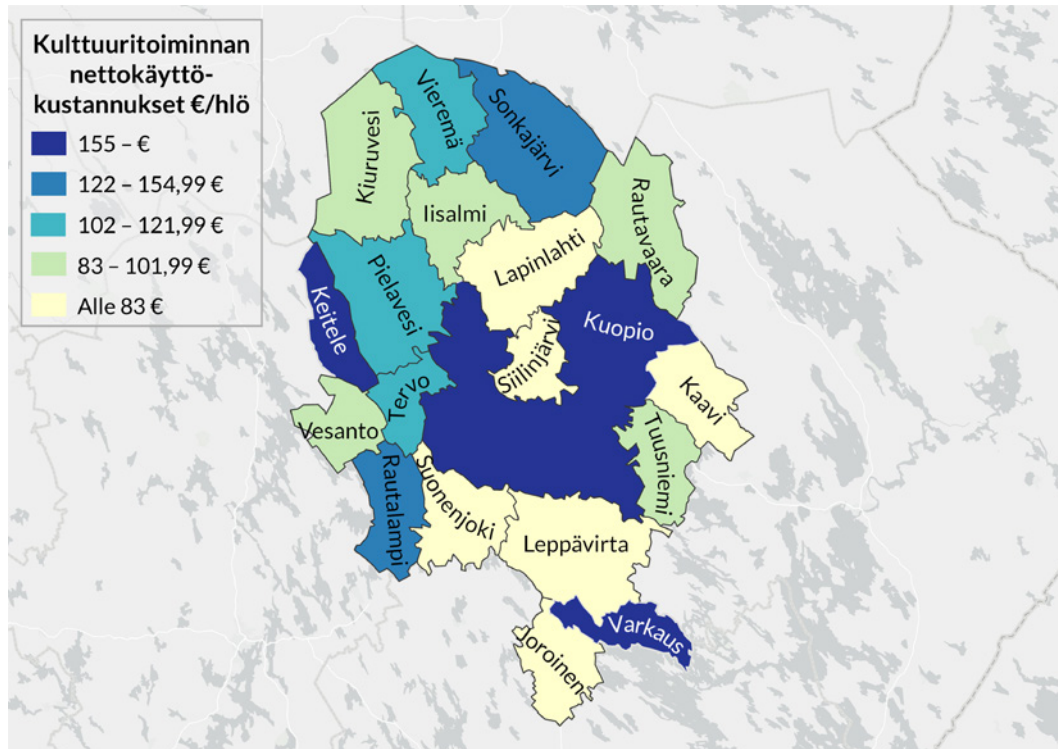 Kulttuuritoiminnan
nettokäyttö-
kustannukset €/hlö
155 – €
122 – 154,99 €
102 – 121,99 €
83 – 101,99 €
Alle 83 €
Vieremä
Sonkajärvi
Kiuruvesi
Iisalmi
Rautavaara
Lapinlahti
Pielavesi
Keitele
Kuopio
Siilinjärvi
Kaavi
Tervo
Vesanto
Tuusniemi
Rautalampi
Suonenjoki
Leppävirta
Varkaus
Joroinen